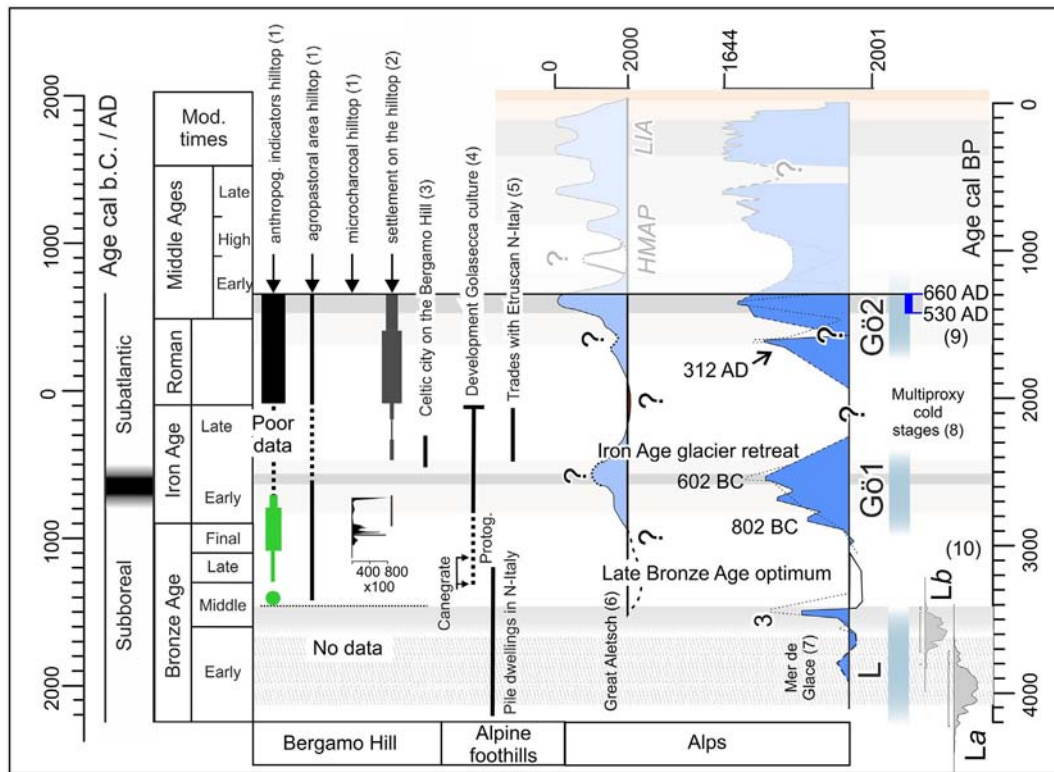 2000
1000
0
1000
2000
Age cal b.C. / AD
Subatlantic
Subboreal
Mod.
times
Middle Ages
Late
High
Early
Roman
Iron Age
Late
Early
Bronze Age
Final
Late
Middle
Early
anthropog. indicators hilltop (1)
agropastoral area hilltop (1)
microcharcoal hilltop (1)
settlement on the hilltop (2)
Celtic city on the Bergamo Hill (3)
Development Golasecca culture (4)
Trades with Etruscan N-Italy (5)
Poor
data
No data
400 800
x100
Canegrate
Protog.
Pile dwellings in N-Italy
0
2000
1644
2001
LIA
HMAP
?
?
?
?
?
?
?
?
?
312 AD
Iron Age glacier retreat
602 BC
802 BC
Late Bronze Age optimum
Great Aletsch (6)
Mer de
Glace (7)
3
L
Gö1
Gö2
660 AD
530 AD
(9)
Multiproxy
cold
stages (8)
(10)
Lb
La
0
1000
2000
3000
4000
Age cal BP
Bergamo Hill
Alpine
foothills
Alps